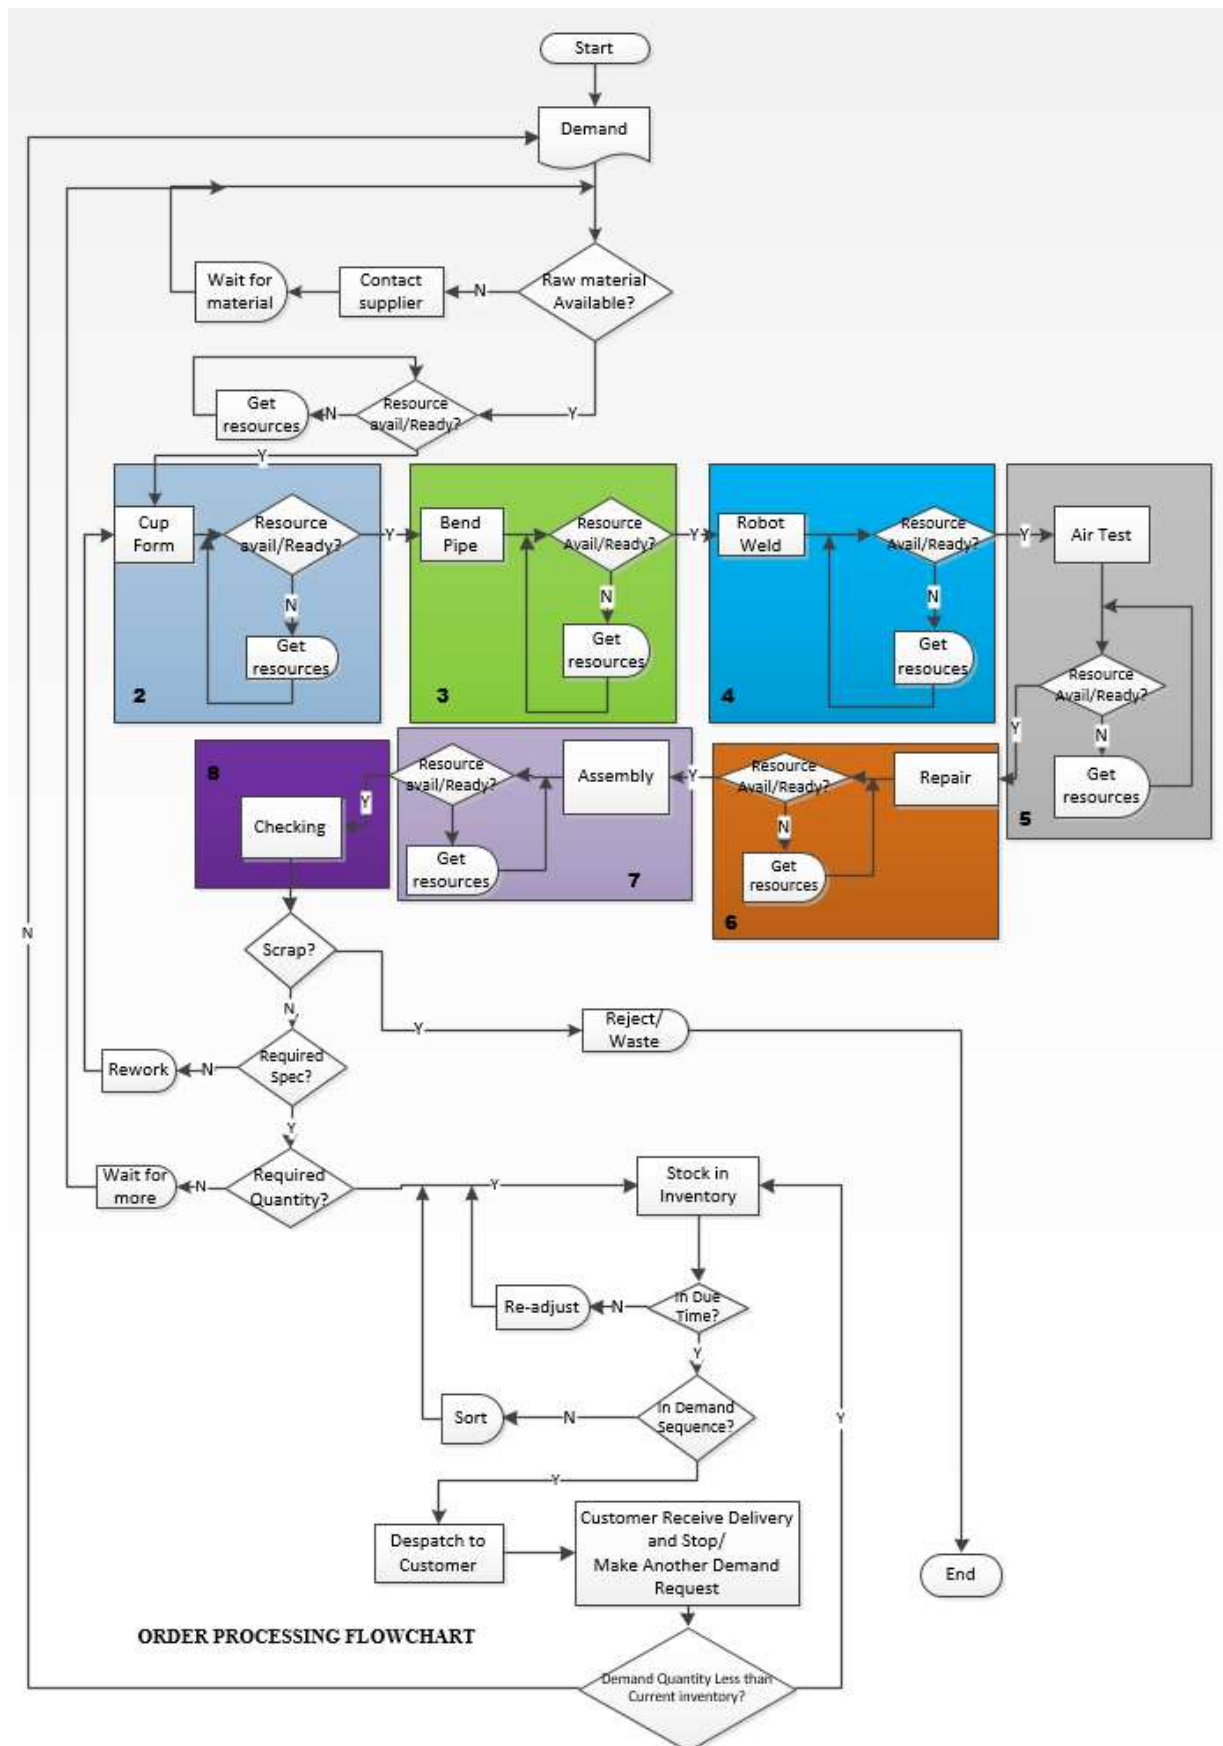 Start
Demand
Wait for
material
Contact
supplier
N
Raw material
Available?
Get
resources
N
Resource
avail/Ready?
Y
Y
Cup
Form
Resource
avail/Ready?
Y
N
Get
resources
2
Bend
Pipe
Resource
Avail/Ready?
Y
N
Get
resources
3
Robot
Weld
Resource
Avail/Ready?
Y
N
Get
resouces
4
Air Test
Resource
Avail/Ready?
Y
N
Get
resources
5
Repair
Resource
Avail/Ready?
Y
N
Get
resources
6
Assembly
Resource
avail/Ready?
Y
Get
resources
7
8
Checking
N
Scrap?
N
Y
Reject/
Waste
Rework
N
Required
Spec?
Y
Wait for
more
N
Required
Quantity?
Y
Stock in
Inventory
Re-adjust
N
In Due
Time?
Y
Sort
N
In Demand
Sequence?
Y
Y
Despatch to
Customer
Customer Receive Delivery
and Stop/
Make Another Demand
Request
End
ORDER PROCESSING FLOWCHART
Demand Quantity Less than
Current inventory?